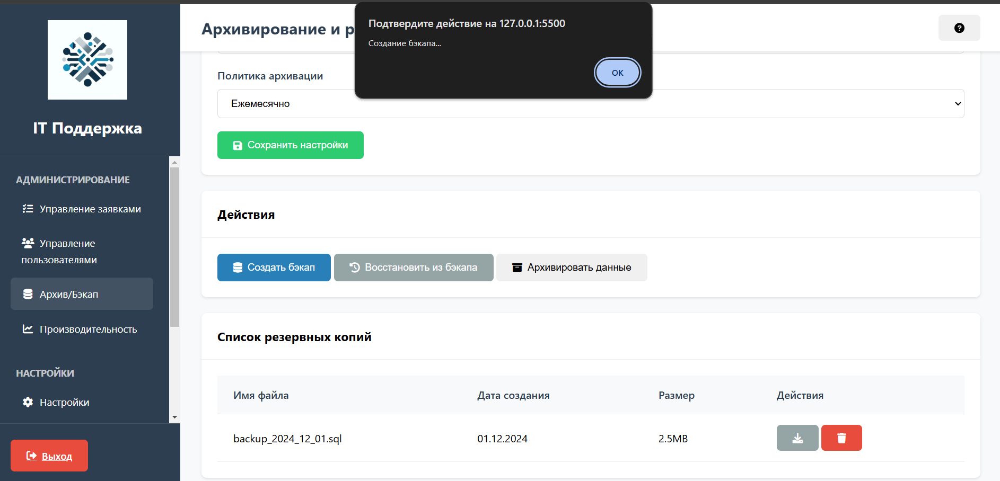 IT Поддержка
АДМИНИСТРИРОВАНИЕ
Управление заявками
Управление
пользователями
Архив/Бэкап
Производительность
НАСТРОЙКИ
Настройки
Выход
Архивирование и р
Подтвердите действие на 127.0.0.1:5500
Создание бэкапа...
ОК
Политика архивации
Ежемесячно
Сохранить настройки
Действия
Создать бэкап
Восстановить из бэкапа
Архивировать данные
Список резервных копий
Имя файла Дата создания Размер Действия
backup_2024_12_01.sql 01.12.2024 2.5MB